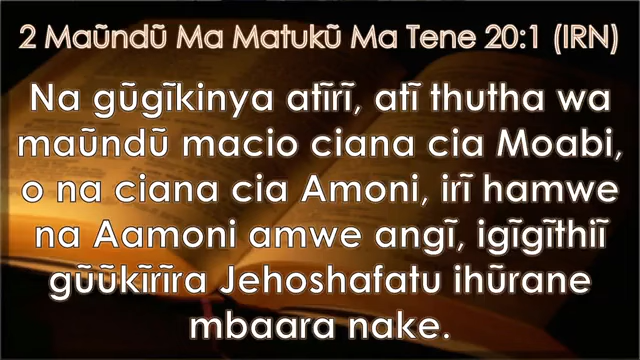 2 Maũndũ Ma Matukũ Ma Tene 20:1 (IRN)
Na gũgĩkinya atĩrĩ, atĩ thutha wa
maũndũ macio ciana cia Moabi,
o na ciana cia Amoni, irĩ hamwe
na Aamoni amwe angĩ, igĩgĩthiĩ
gũũkĩrĩra Jehoshafatu ihũrane
mbaara nake.